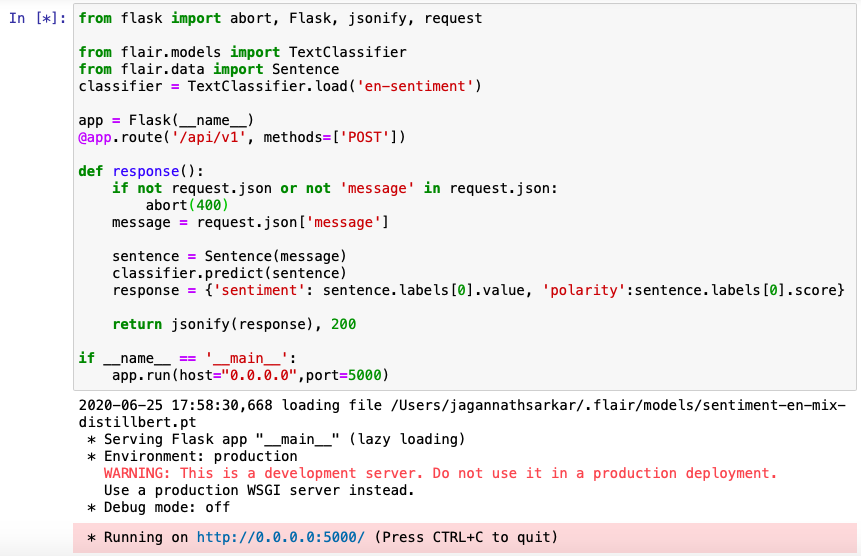 In [*]: from flask import abort, Flask, jsonify, request
from flair.models import TextClassifier
from flair.data import Sentence
classifier = TextClassifier.load('en-sentiment')
app = Flask(__name__)
@app.route('/api/v1', methods=['POST'])
def response():
    if not request.json or not 'message' in request.json:
        abort(400)
    message = request.json['message']
    sentence = Sentence(message)
    classifier.predict(sentence)
    response = {'sentiment': sentence.labels[0].value, 'polarity':sentence.labels[0].score}
    return jsonify(response), 200
if __name__ == '__main__':
    app.run(host="0.0.0.0",port=5000)
2020-06-25 17:58:30,668 loading file /Users/jagannathsarkar/.flair/models/sentiment-en-mix-
distillbert.pt
 * Serving Flask app "__main__" (lazy loading)
 * Environment: production
   WARNING: This is a development server. Do not use it in a production deployment.
   Use a production WSGI server instead.
 * Debug mode: off
 * Running on http://0.0.0.0:5000/ (Press CTRL+C to quit)